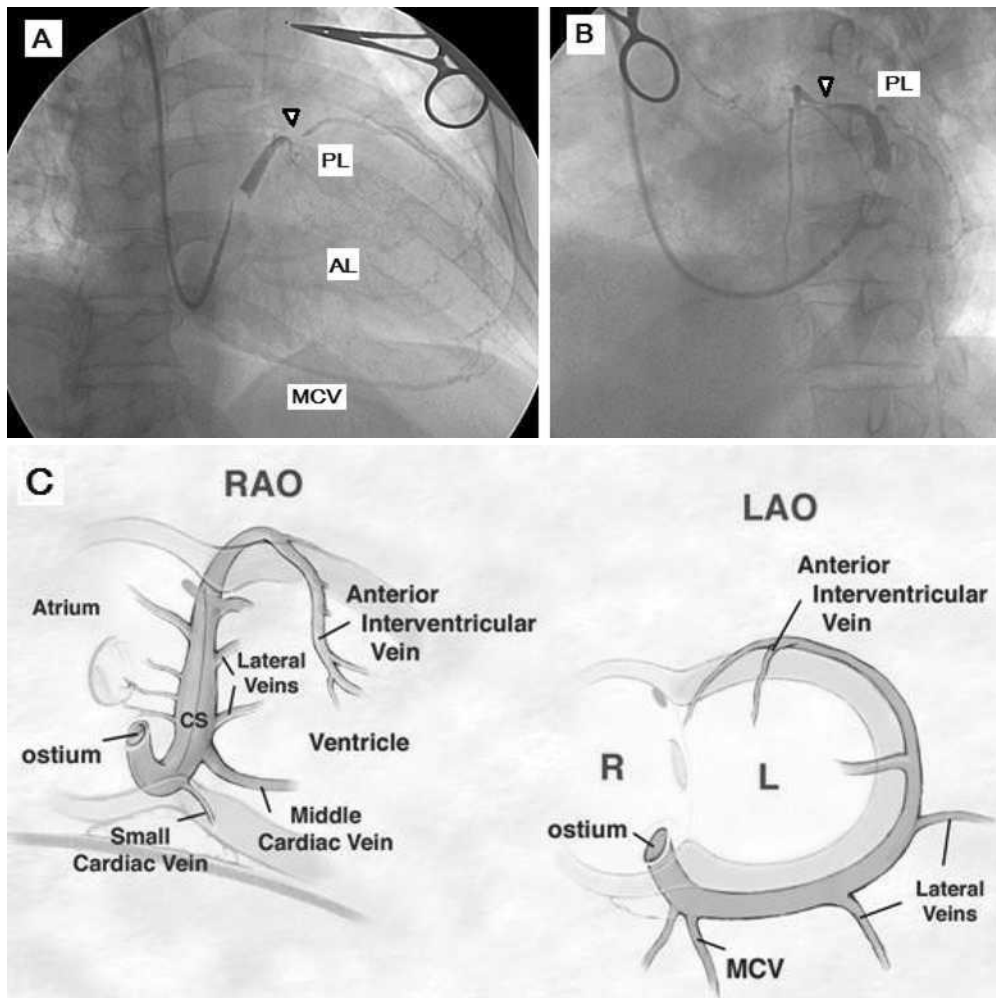 A
PL
AL
MCV
B
PL
C
RAO
Atrium
Anterior
Interventricular
Vein
Lateral
Veins
CS
ostium
Ventricle
Small
Cardiac Vein
Middle
Cardiac Vein
LAO
Anterior
Interventricular
Vein
R
L
ostium
Lateral
Veins
MCV